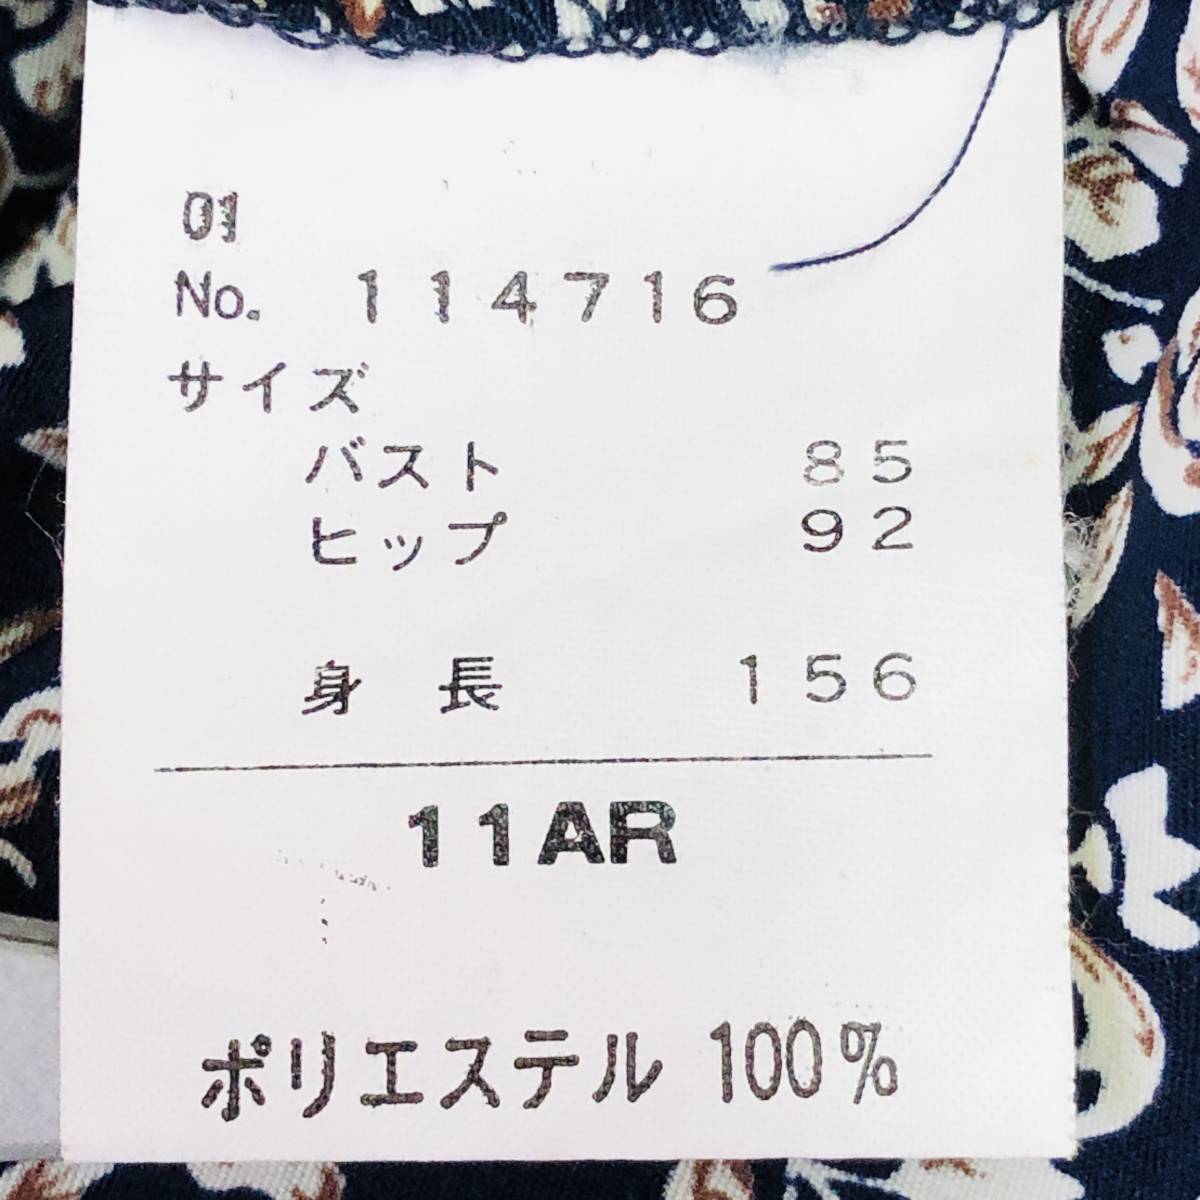 01
No. 114716
サイズ
バスト 85
ヒップ 92
身長 156
11AR
ポリエステル 100%